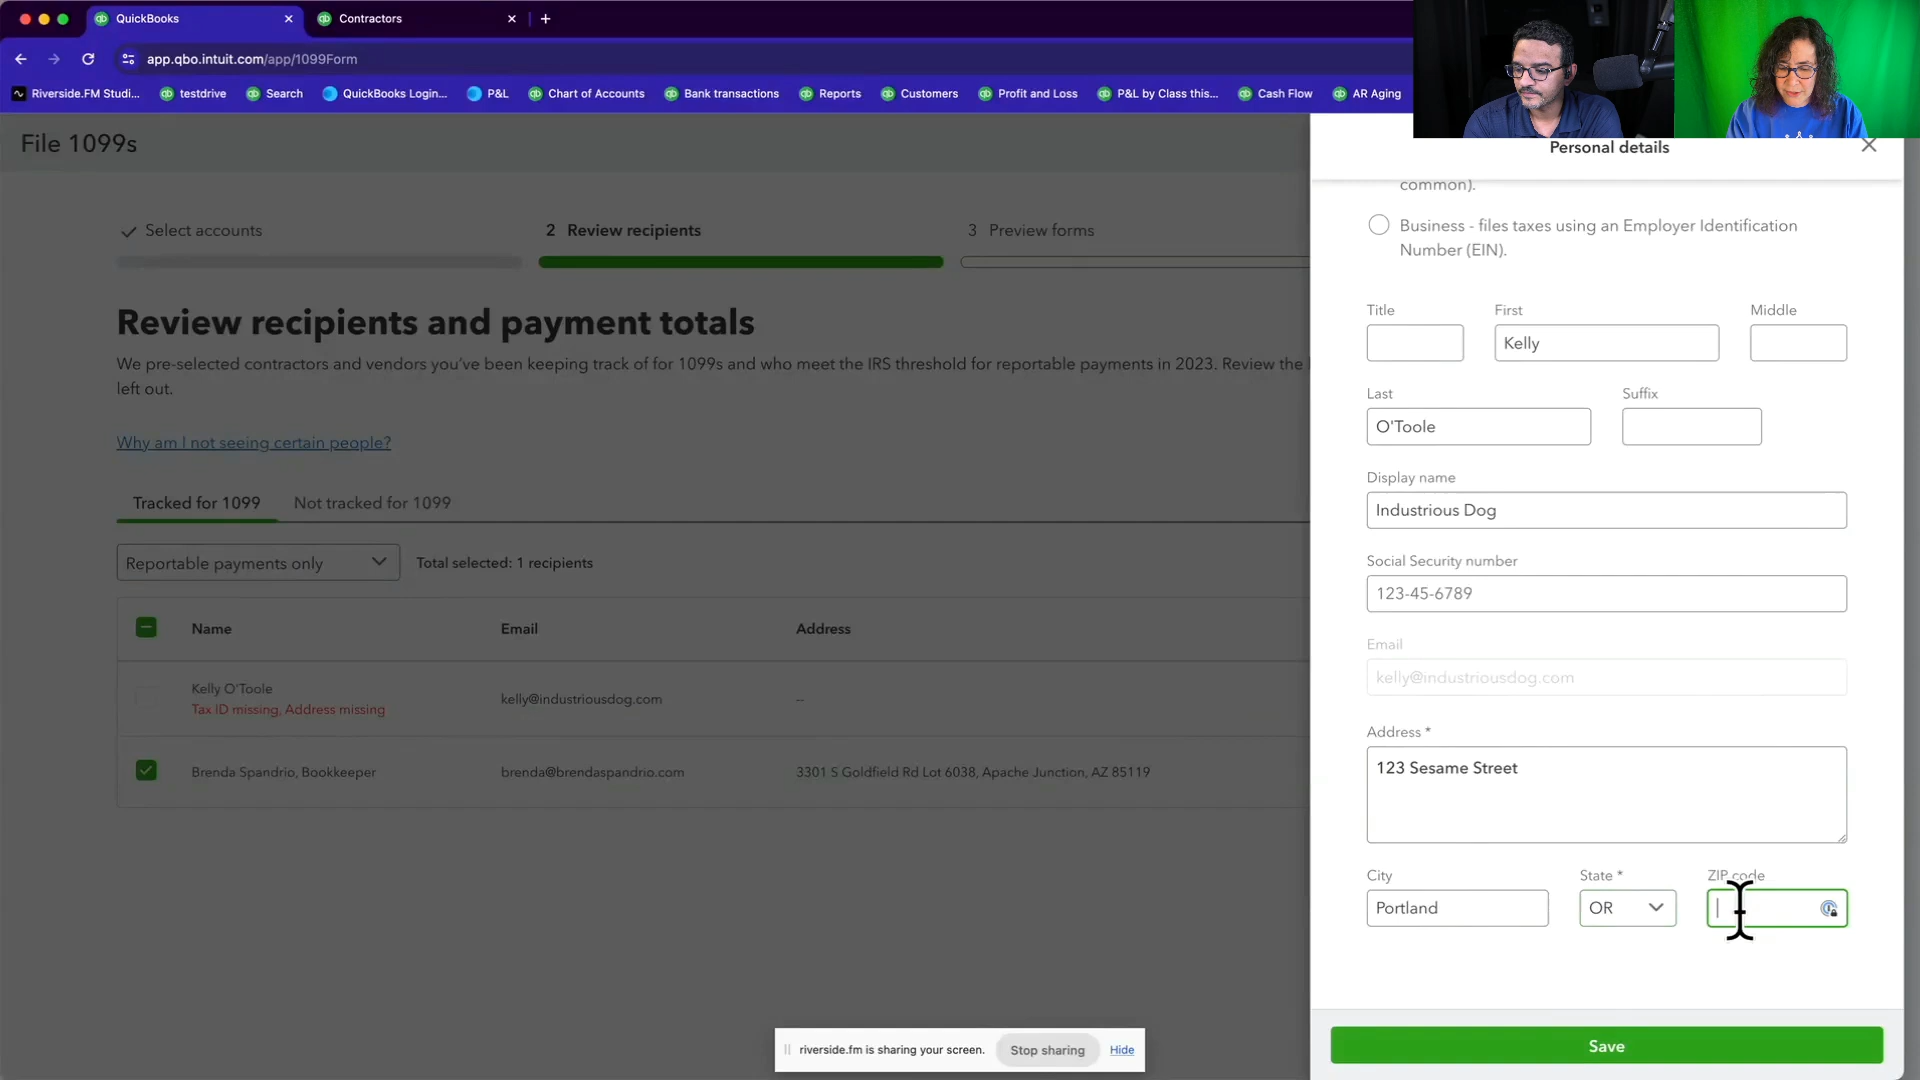 QuickBooks
Contractors
app.qbo.intuit.com/app/1099Form
Riverside.FM Studi...
testdrive
Search
QuickBooks Login...
P&L
Chart of Accounts
Bank transactions
Reports
Customers
Profit and Loss
P&L by Class this...
Cash Flow
AR Aging
File 1099s
Select accounts
2 Review recipients
3 Preview forms
Review recipients and payment totals
We pre-selected contractors and vendors you've been keeping track of for 1099s and who meet the IRS threshold for reportable payments in 2023. Review the
left out.
Why am I not seeing certain people?
Tracked for 1099
Not tracked for 1099
Reportable payments only
Total selected: 1 recipients
Name
Email
Address
Kelly O'Toole
Tax ID missing, Address missing
kelly@industriousdog.com
--
Brenda Spandrio, Bookkeeper
brenda@brendaspandrio.com
3301 S Goldfield Rd Lot 6038, Apache Junction, AZ 85119
Personal details
common).
Business - files taxes using an Employer Identification
Number (EIN).
Title
First
Middle
Kelly
Last
Suffix
O'Toole
Display name
Industrious Dog
Social Security number
123-45-6789
Email
kelly@industriousdog.com
Address *
123 Sesame Street
City
State *
ZIP code
Portland
OR
Save
riverside.fm is sharing your screen.
Stop sharing
Hide